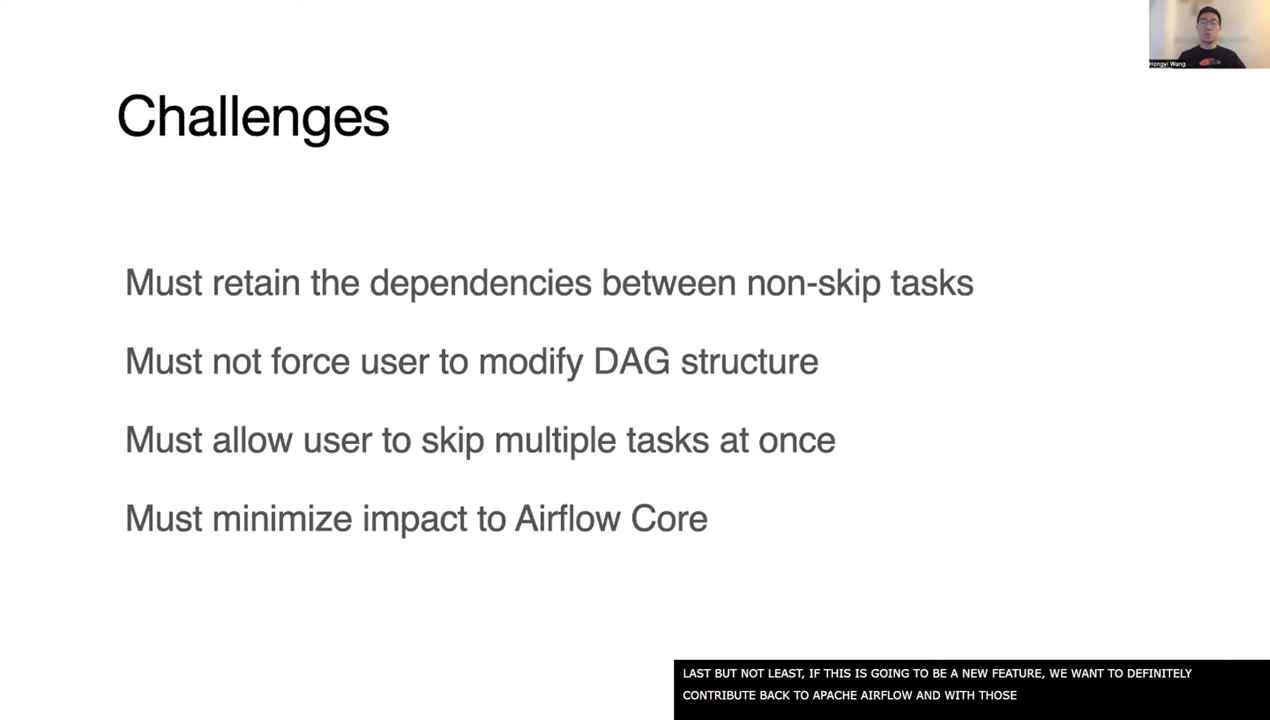 Hongyi Wang
Challenges
Must retain the dependencies between non-skip tasks
Must not force user to modify DAG structure
Must allow user to skip multiple tasks at once
Must minimize impact to Airflow Core
LAST BUT NOT LEAST, IF THIS IS GOING TO BE A NEW FEATURE, WE WANT TO DEFINITELY
CONTRIBUTE BACK TO APACHE AIRFLOW AND WITH THOSE